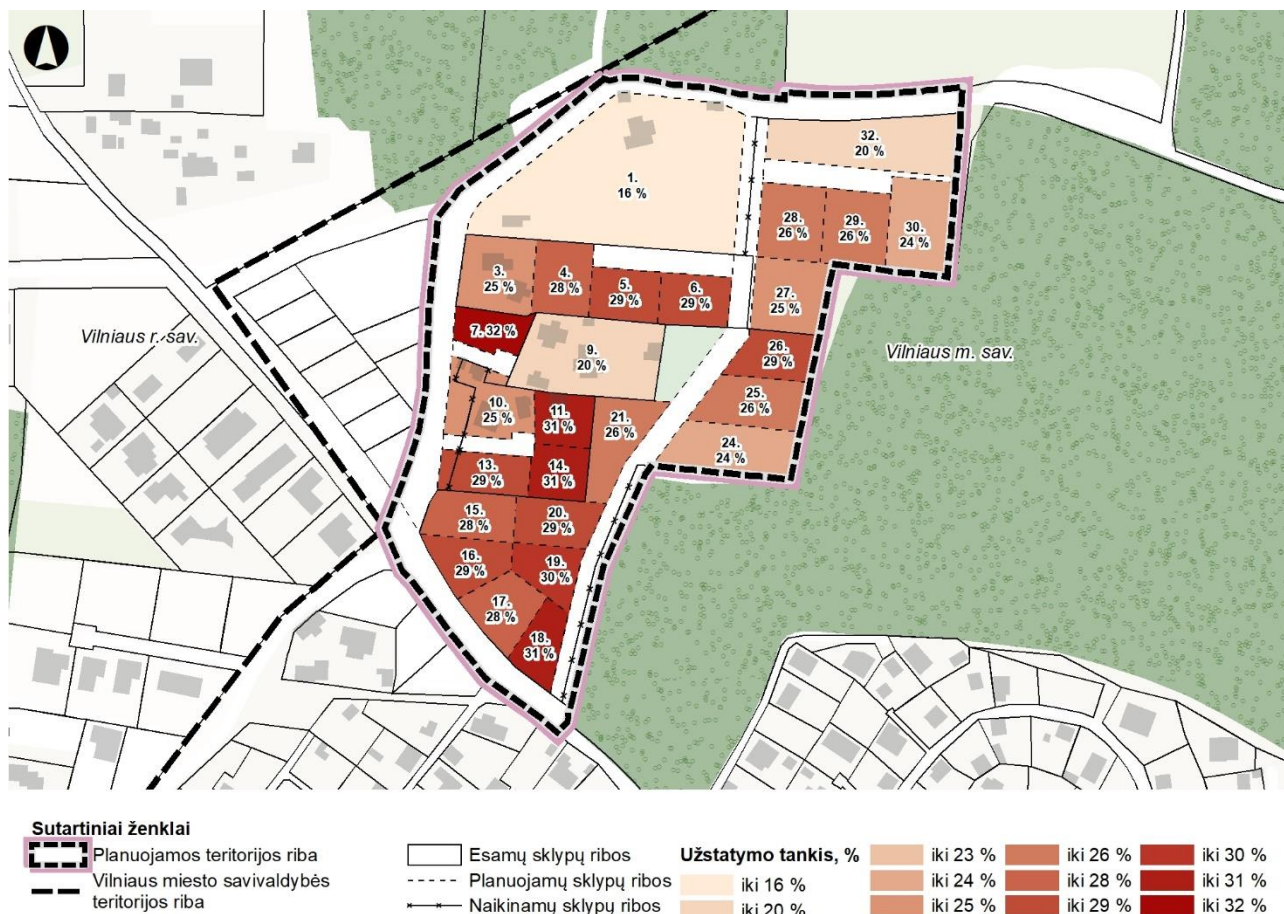 1.
16 %
32.
20 %
28.
26 %
29.
26 %
30.
24 %
3.
25 %
4.
28 %
5.
29 %
6.
29 %
27.
25 %
7. 32 %
Vilniaus r. sav.
9.
20 %
26.
29 %
Vilniaus m. sav.
10.
25 %
11.
31 %
21.
26 %
25.
26 %
24.
24 %
13.
29 %
14.
31 %
15.
28 %
20.
29 %
16.
29 %
19.
30 %
17.
28 %
18.
31 %
Sutartiniai ženklai
Planuojamos teritorijos riba
Vilniaus miesto savivaldybės
teritorijos riba
Esamų sklypų ribos
Planuojamų sklypų ribos
Naikinamų sklypų ribos
Užstatymo tankis, %
iki 16 %
iki 20 %
iki 23 %
iki 24 %
iki 25 %
iki 26 %
iki 28 %
iki 29 %
iki 30 %
iki 31 %
iki 32 %